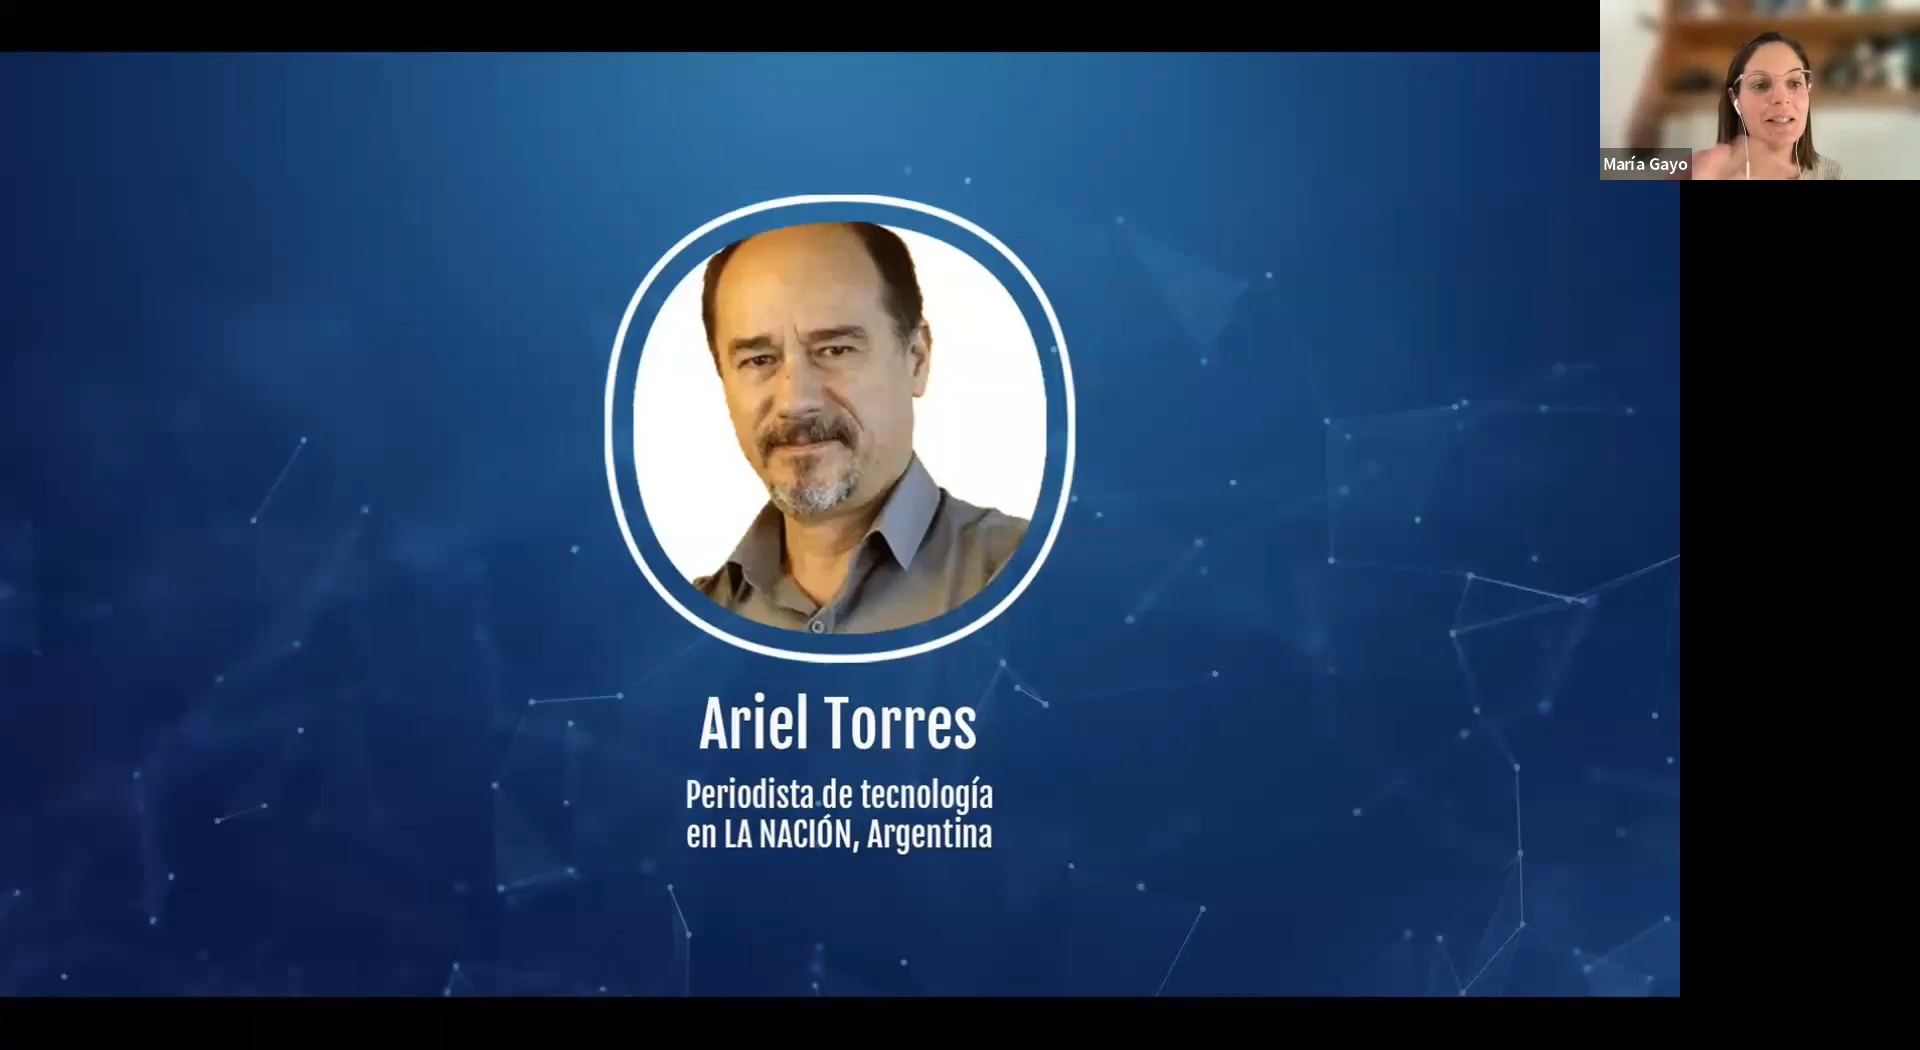 María Gayo
Ariel Torres
Periodista de tecnología
en LA NACIÓN, Argentina